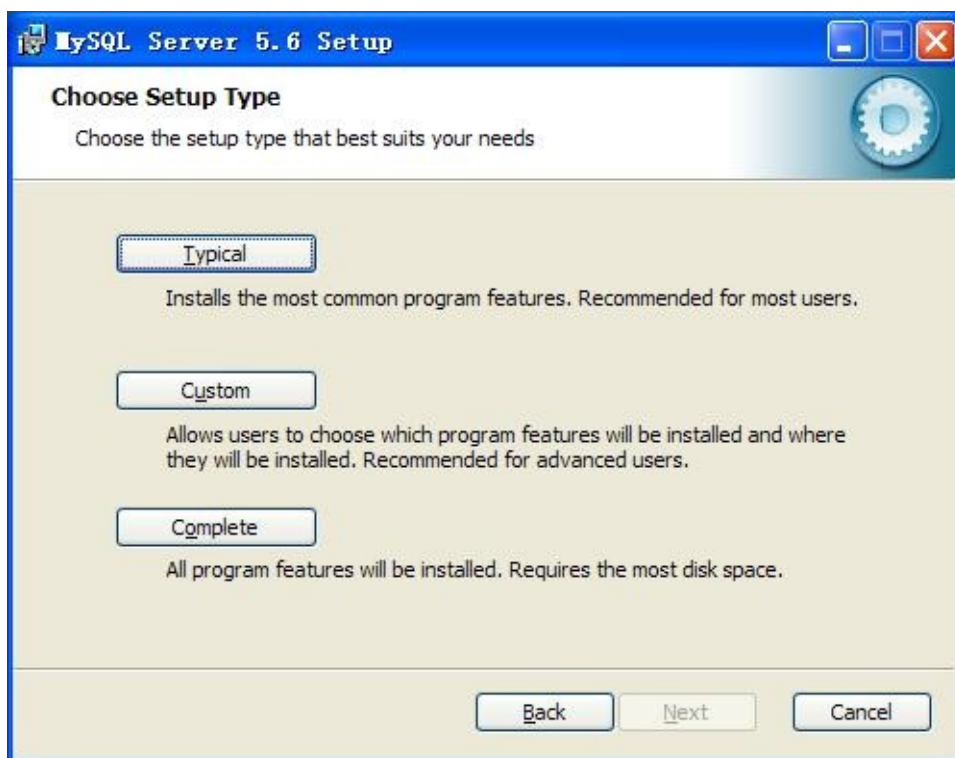 MySQL Server 5.6 Setup
Choose Setup Type
Choose the setup type that best suits your needs
Typical
Installs the most common program features. Recommended for most users.
Custom
Allows users to choose which program features will be installed and where
they will be installed. Recommended for advanced users.
Complete
All program features will be installed. Requires the most disk space.
Back Next Cancel